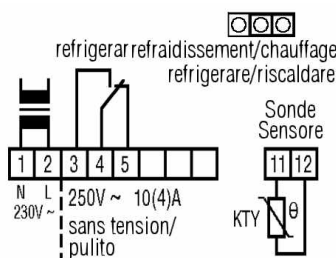 refrigerar refraidissement/chauffage
refrigerare/riscaldare
Sonde
Sensore
1 2 3 4 5 11 12
N L 250V ~ 10(4)A
230V ~
sans tension/
pulito
KTY θ